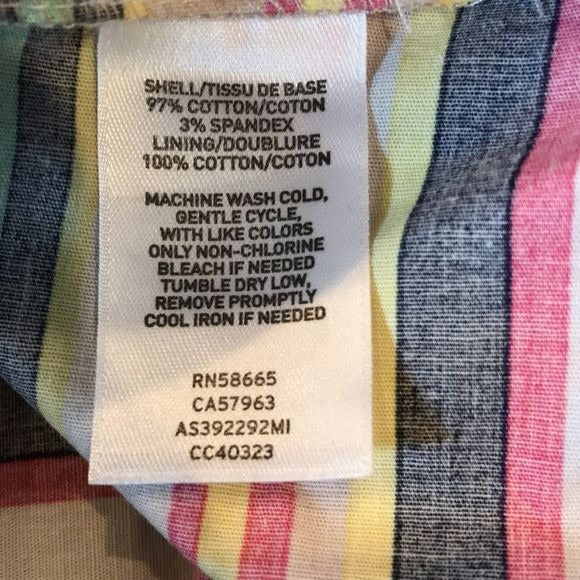 SHELL/TISSU DE BASE
97% COTTON/COTON
3% SPANDEX
LINING/DOUBLURE
100% COTTON/COTON
MACHINE WASH COLD,
GENTLE CYCLE,
WITH LIKE COLORS
ONLY NON-CHLORINE
BLEACH IF NEEDED
TUMBLE DRY LOW,
REMOVE PROMPTLY
COOL IRON IF NEEDED
RN58665
CA57963
AS392292MI
CC40323